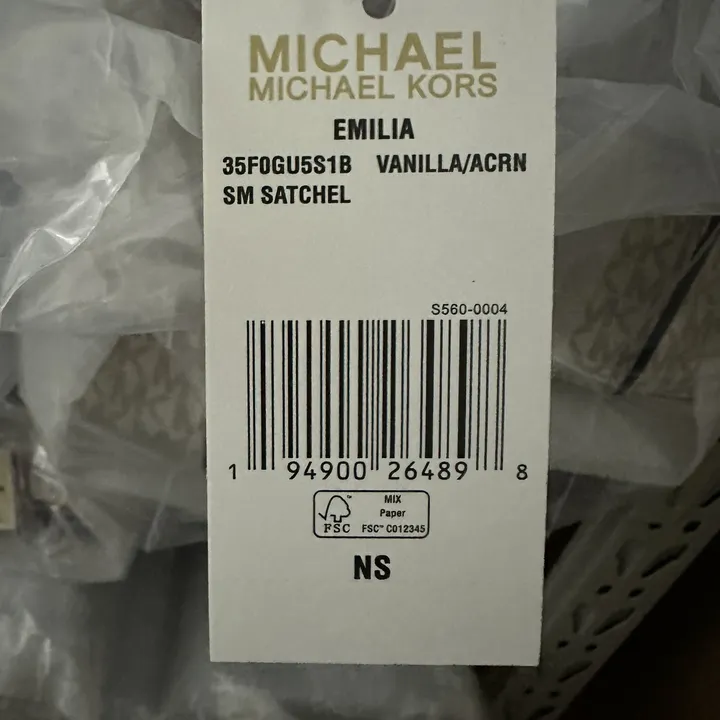 MICHAEL
MICHAEL KORS
EMILIA
35F0GU5S1B VANILLA/ACRN
SM SATCHEL
S560-0004
1 94900 26489 8
MIX
Paper
FSC™ C012345
FSC
NS